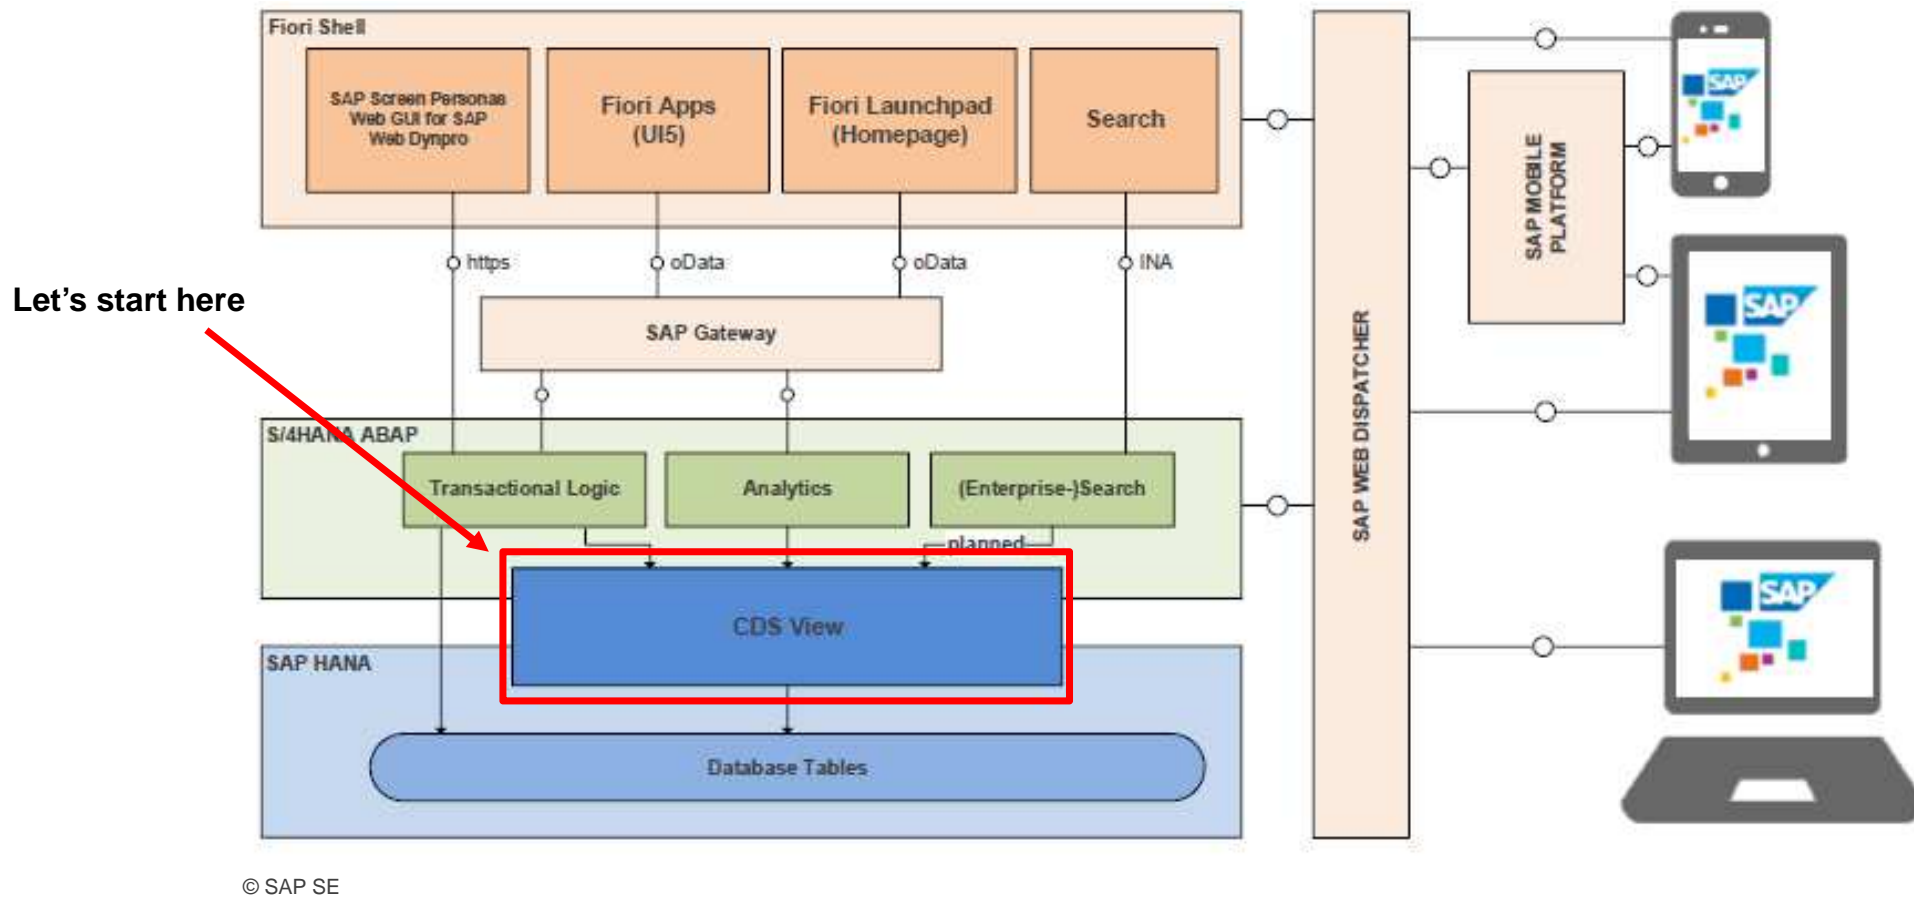 Fiori Shell
SAP Screen Personas
Web GUI for SAP
Web Dynpro
Fiori Apps
(UI5)
Fiori Launchpad
(Homepage)
Search
https
oData
oData
INA
Let’s start here
SAP Gateway
S/4HANA ABAP
Transactional Logic
Analytics
(Enterprise-)Search
planned
CDS View
SAP HANA
Database Tables
SAP WEB DISPATCHER
SAP MOBILE
PLATFORM
SAP
SAP
SAP
© SAP SE